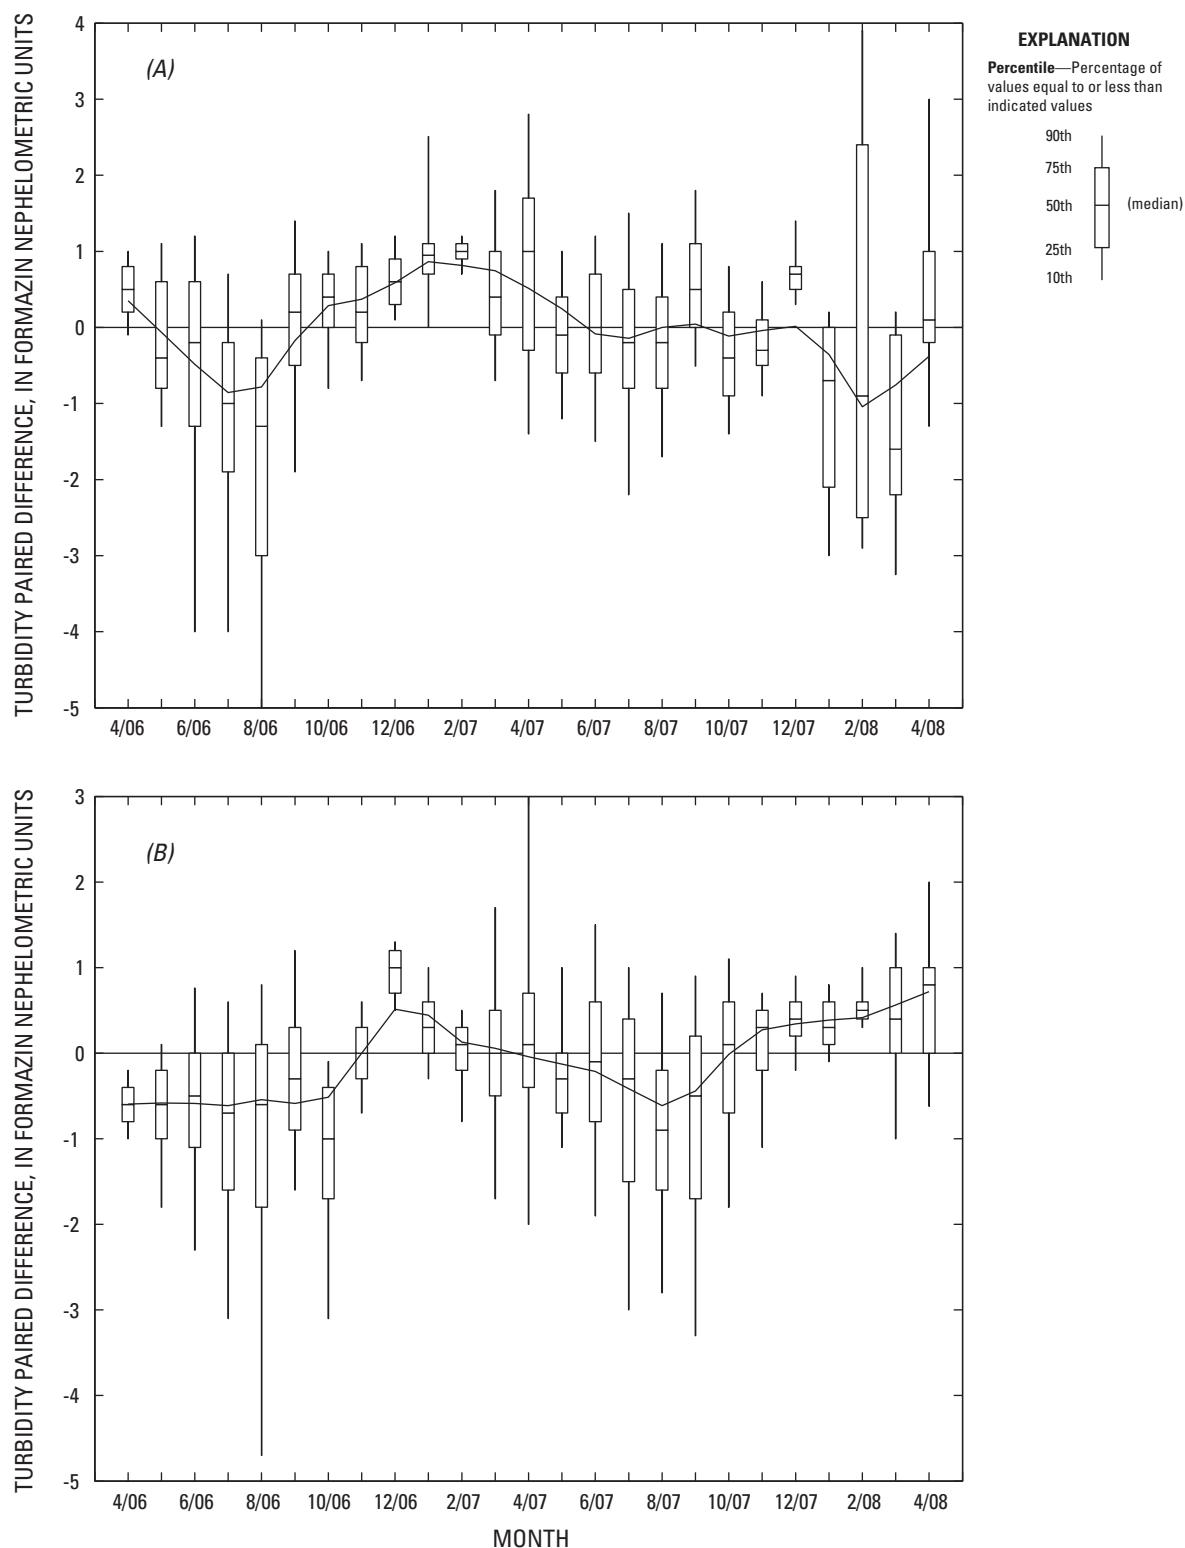 TURBIDITY PAIRED DIFFERENCE, IN FORMAZIN NEPHELOMETRIC UNITS
(A)
4
3
2
1
0
-1
-2
-3
-4
-5
4/06 6/06 8/06 10/06 12/06 2/07 4/07 6/07 8/07 10/07 12/07 2/08 4/08
EXPLANATION
Percentile—Percentage of
values equal to or less than
indicated values
90th
75th
50th (median)
25th
10th
TURBIDITY PAIRED DIFFERENCE, IN FORMAZIN NEPHELOMETRIC UNITS
(B)
3
2
1
0
-1
-2
-3
-4
-5
4/06 6/06 8/06 10/06 12/06 2/07 4/07 6/07 8/07 10/07 12/07 2/08 4/08
MONTH